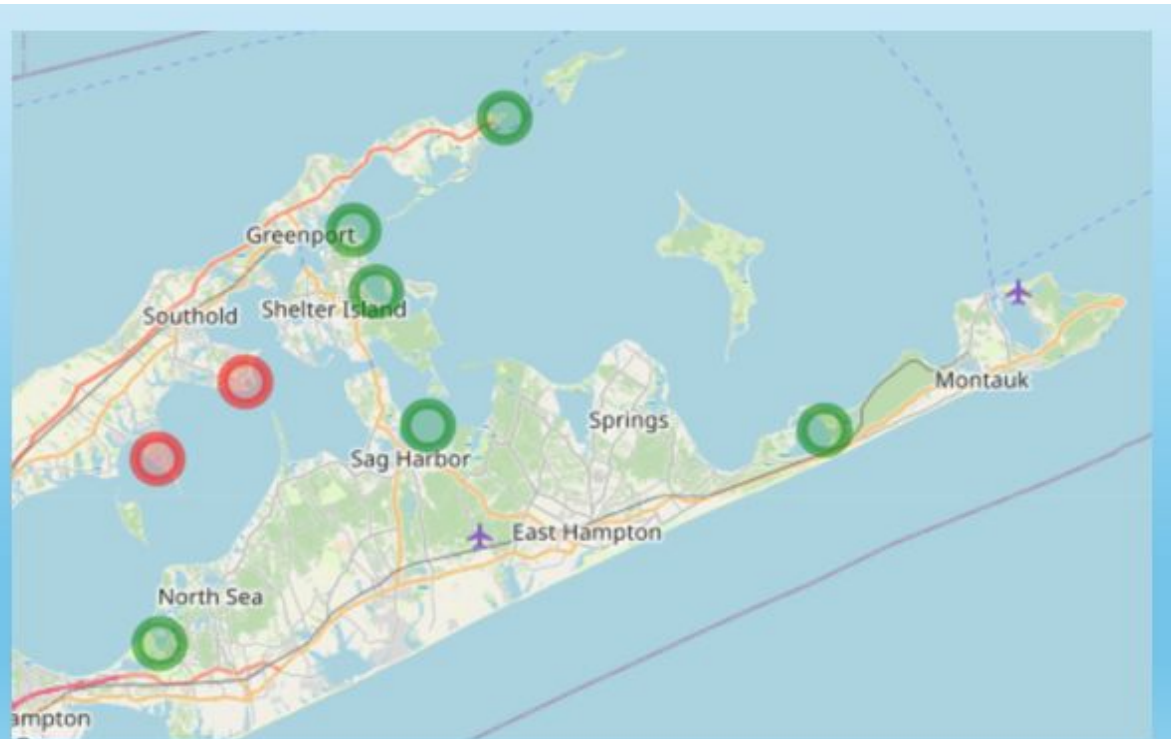 Greenport
Shelter Island
Southold
Montauk
Springs
Sag Harbor
East Hampton
North Sea
ampton